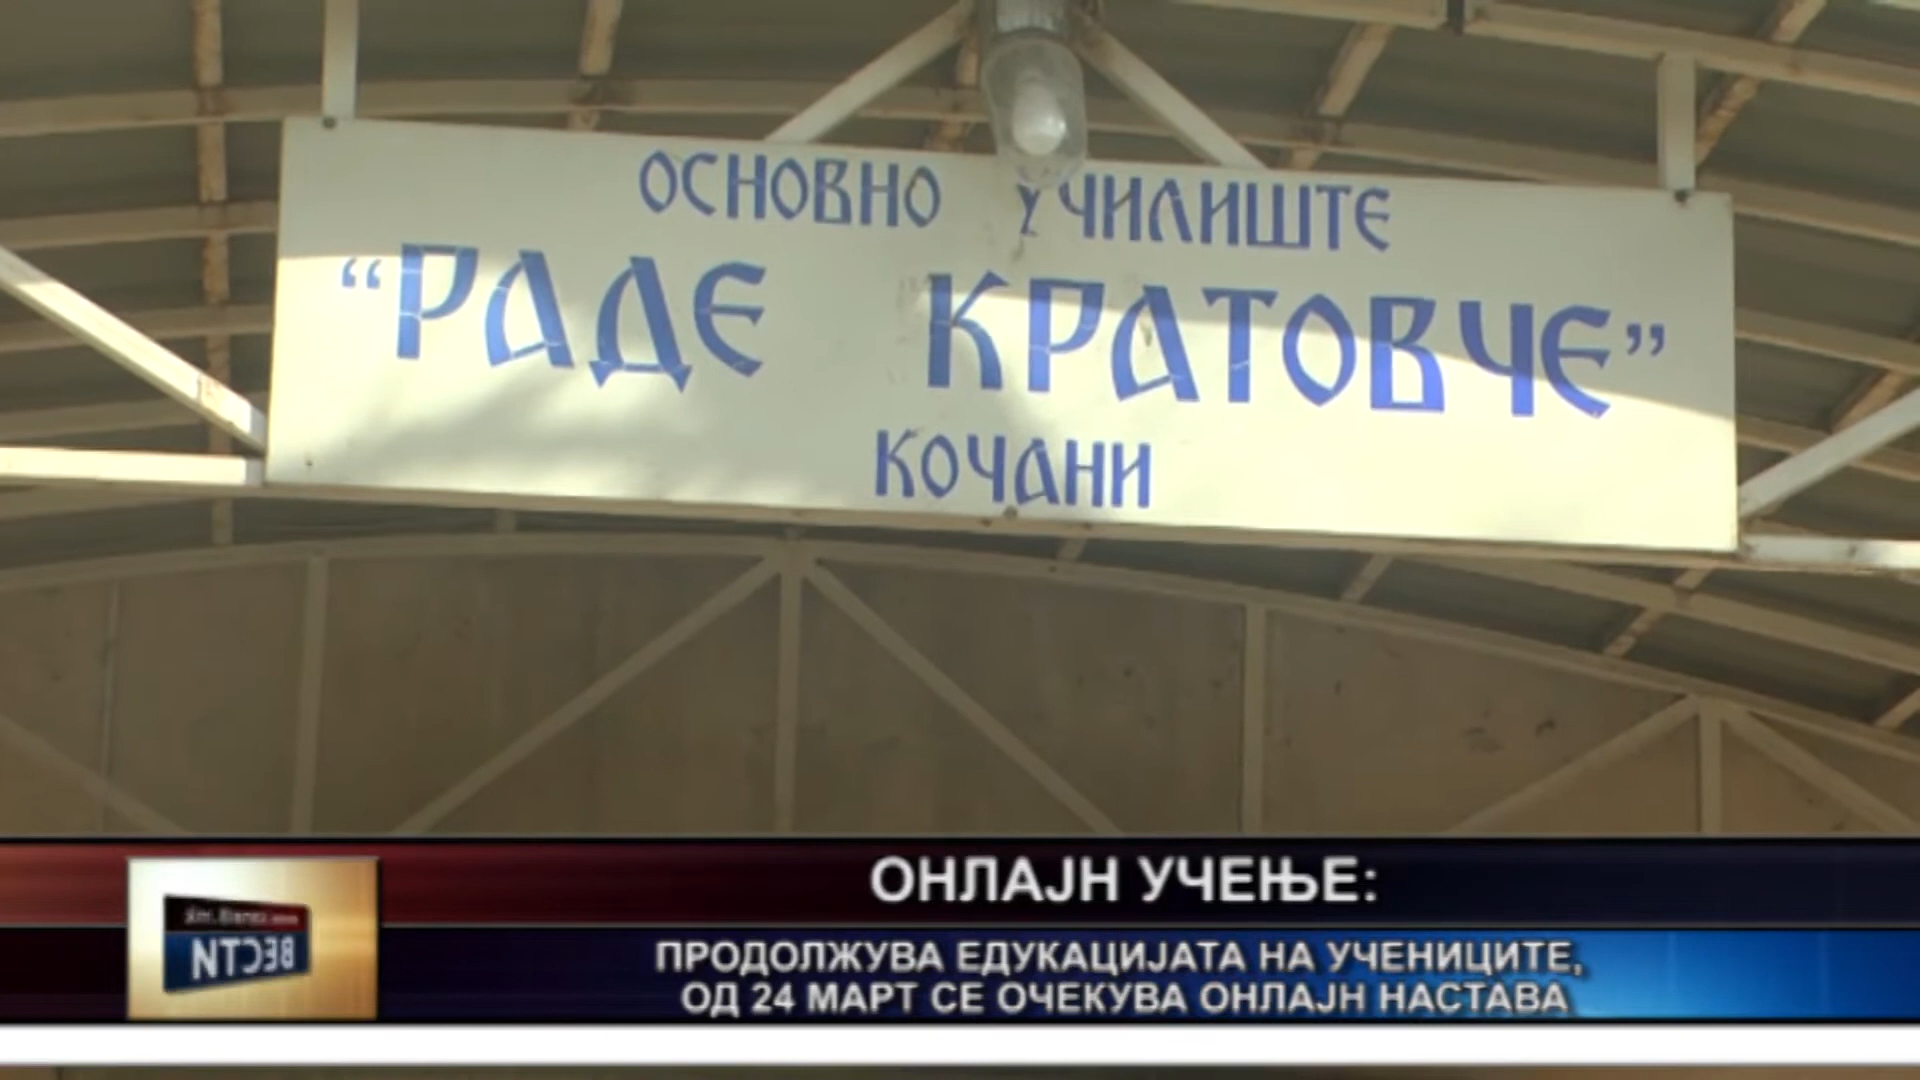 ОСНОВНО УЧИЛИШТЕ
“РАДЕ КРАТОВЧЕ”
КОЧАНИ
ОНЛАЈН УЧЕЊЕ:
ПРОДОЛЖУВА ЕДУКАЦИЈАТА НА УЧЕНИЦИТЕ,
ОД 24 МАРТ СЕ ОЧЕКУВА ОНЛАЈН НАСТАВА
ВЕСТИ